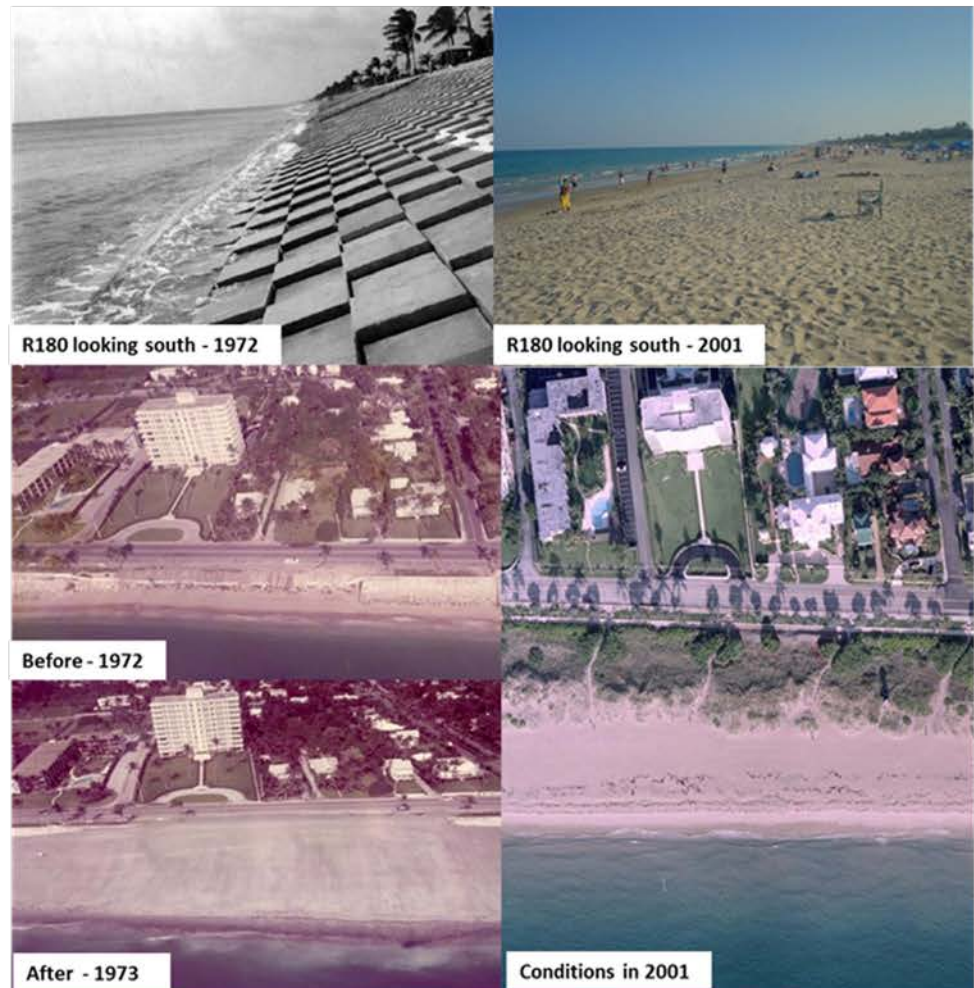 R180 looking south - 1972
R180 looking south - 2001
Before - 1972
After - 1973
Conditions in 2001